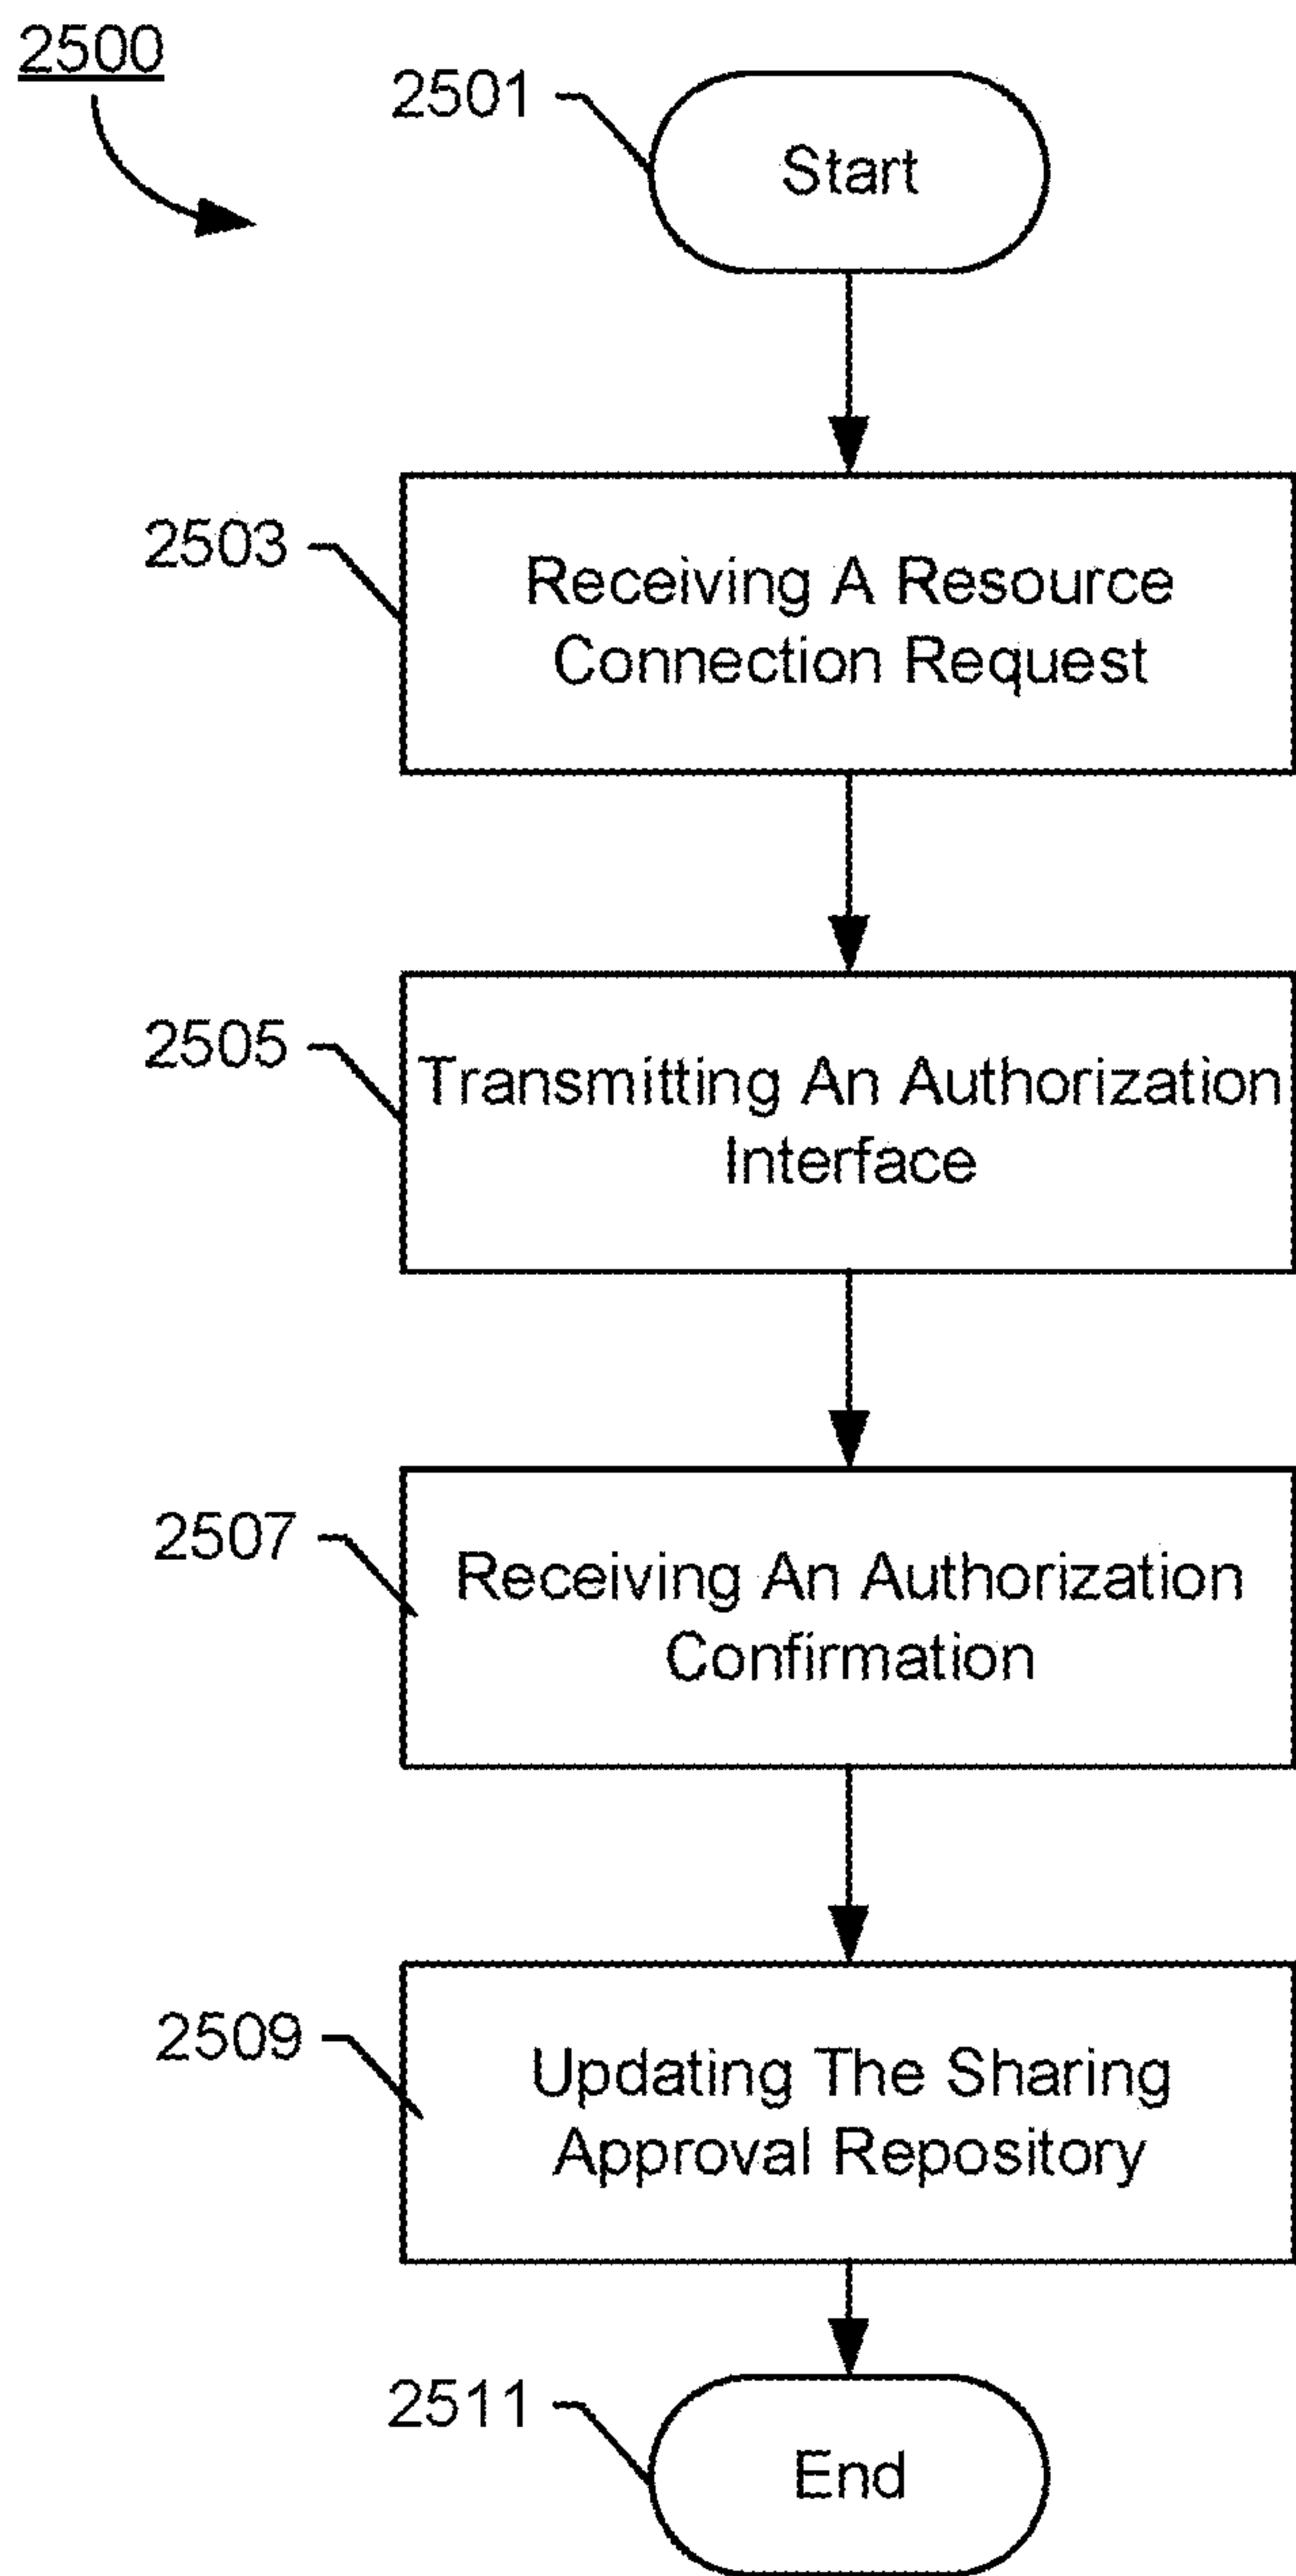 2500
2501
Start
2503
Receiving A Resource
Connection Request
2505
Transmitting An Authorization
Interface
2507
Receiving An Authorization
Confirmation
2509
Updating The Sharing
Approval Repository
2511
End